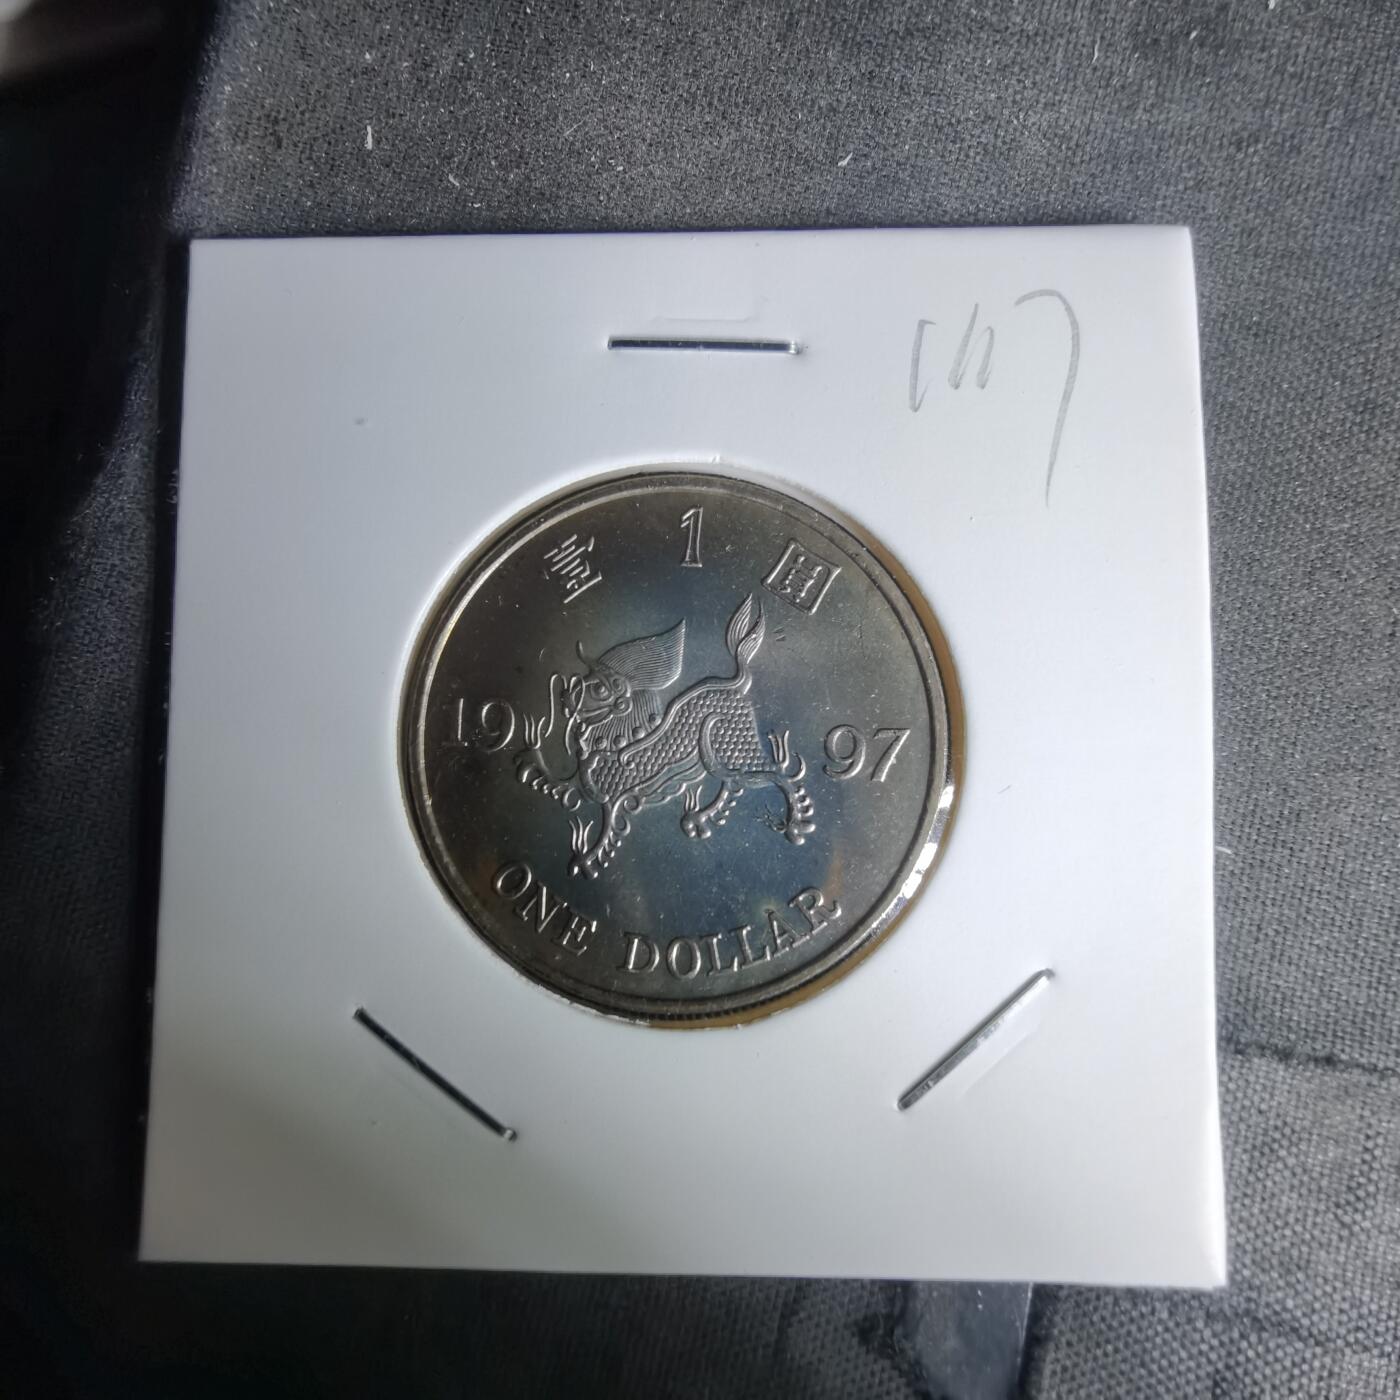 壹 1 圓
19 97
ONE DOLLAR